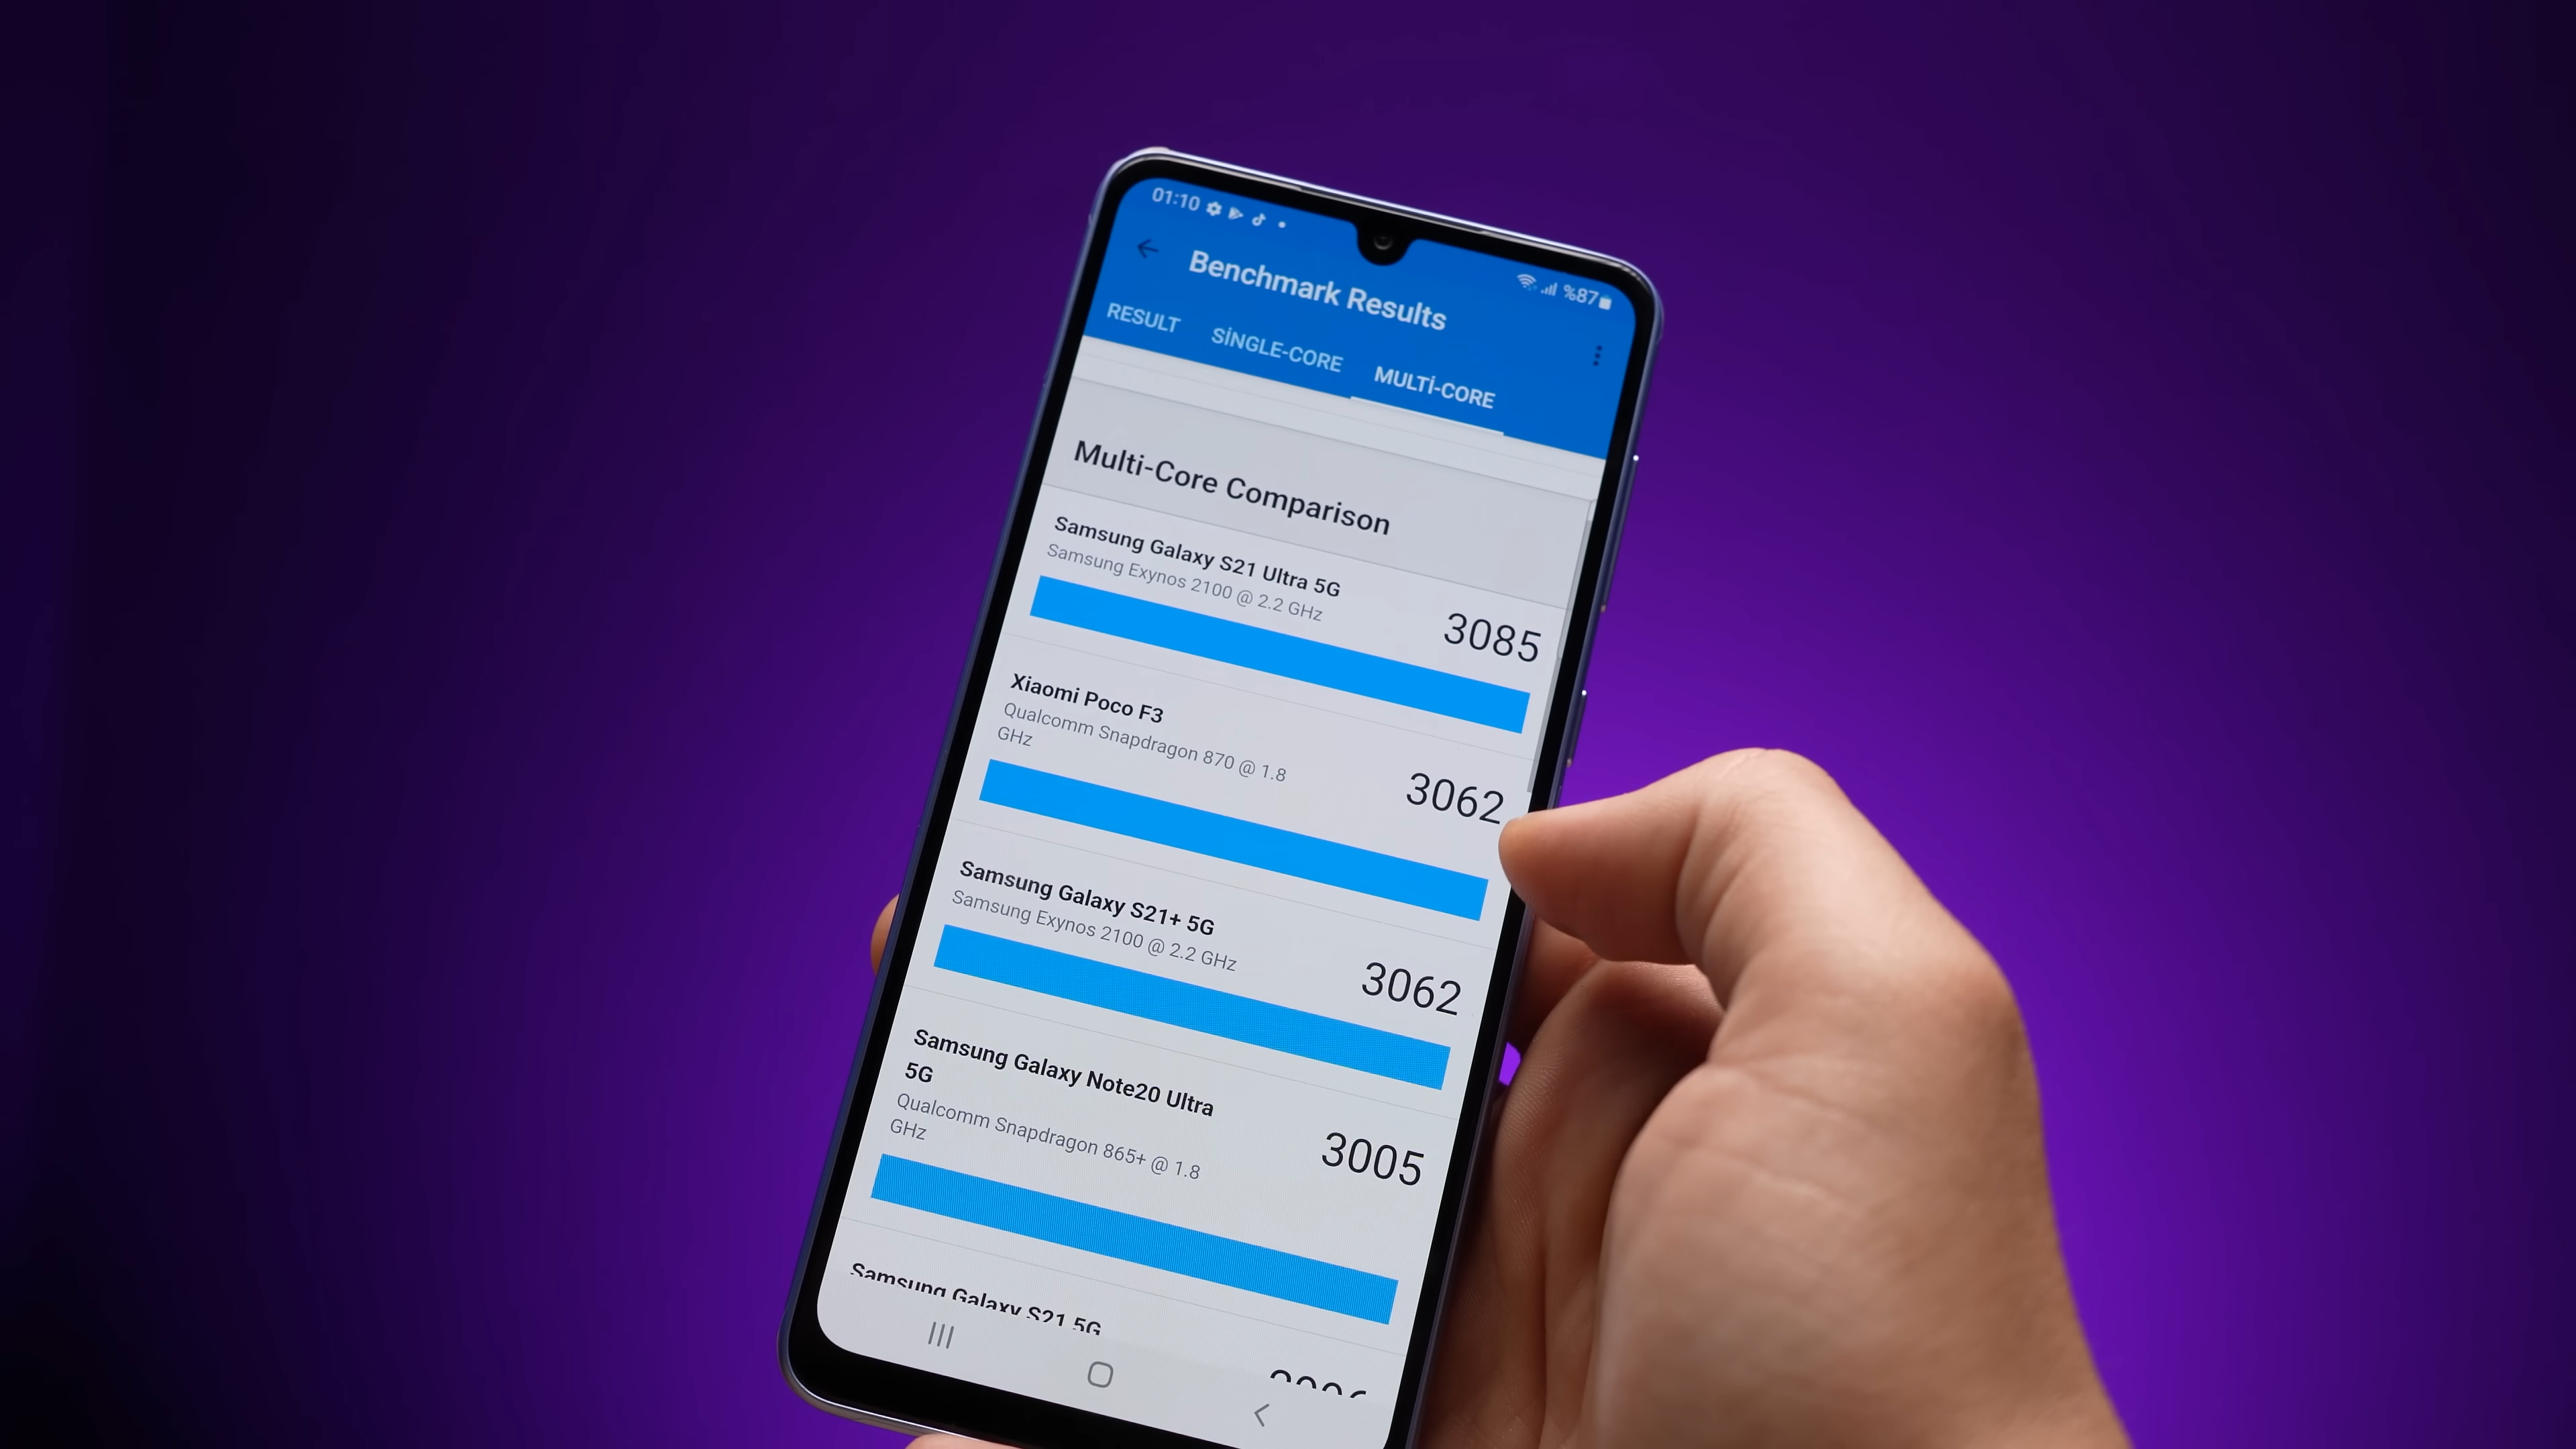 01:10
%87
Benchmark Results
RESULT SİNGLE-CORE MULTİ-CORE
Multi-Core Comparison
Samsung Galaxy S21 Ultra 5G
Samsung Exynos 2100 @ 2.2 GHz
3085
Xiaomi Poco F3
Qualcomm Snapdragon 870 @ 1.8
GHz
3062
Samsung Galaxy S21+ 5G
Samsung Exynos 2100 @ 2.2 GHz
3062
Samsung Galaxy Note20 Ultra
5G
Qualcomm Snapdragon 865+ @ 1.8
GHz
3005
Samsung Galaxy S21 5G